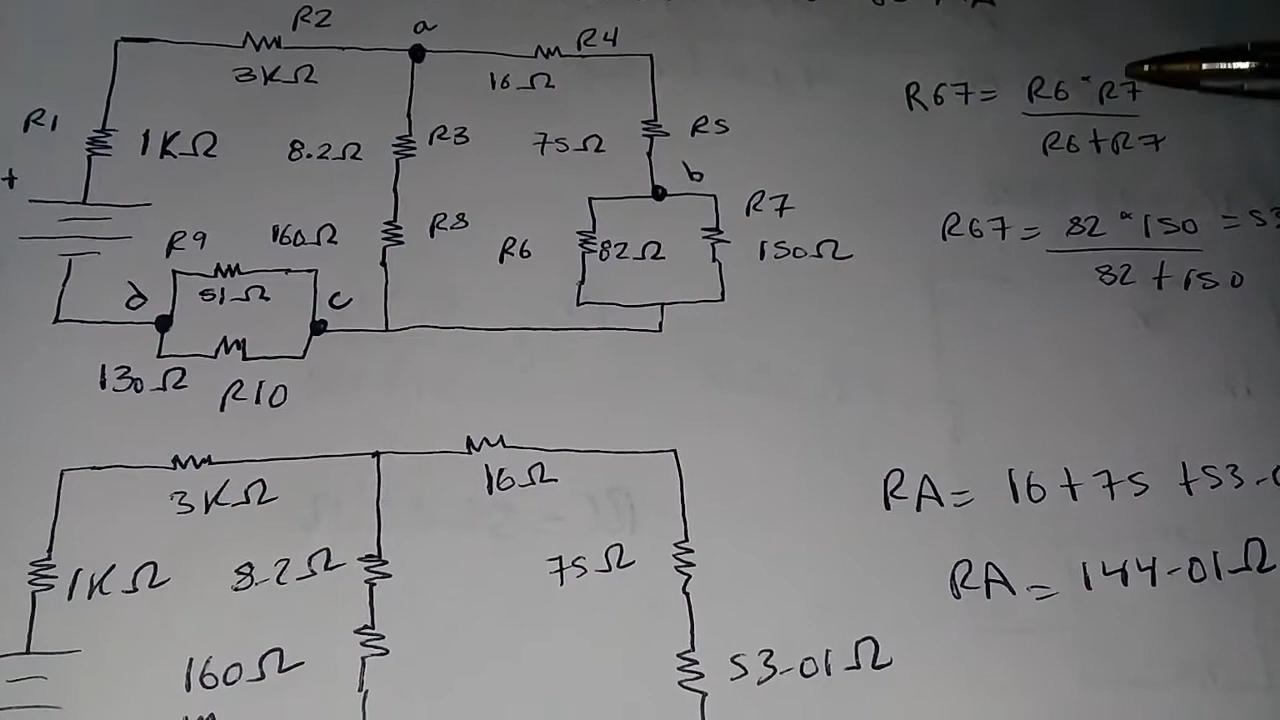 R2
a
R4
3KΩ
16Ω
R1
1KΩ
8.2Ω
R3
75Ω
R5
b
+
R9
160Ω
R8
R6
82Ω
R7
150Ω
d
51Ω
c
130Ω
R10
R67= R6*R7
R6+R7
R67= 82*150 =53
82+150
3KΩ
16Ω
1KΩ
8-2Ω
75Ω
160Ω
53-01Ω
RA= 16+75+53-0
RA= 144-01Ω